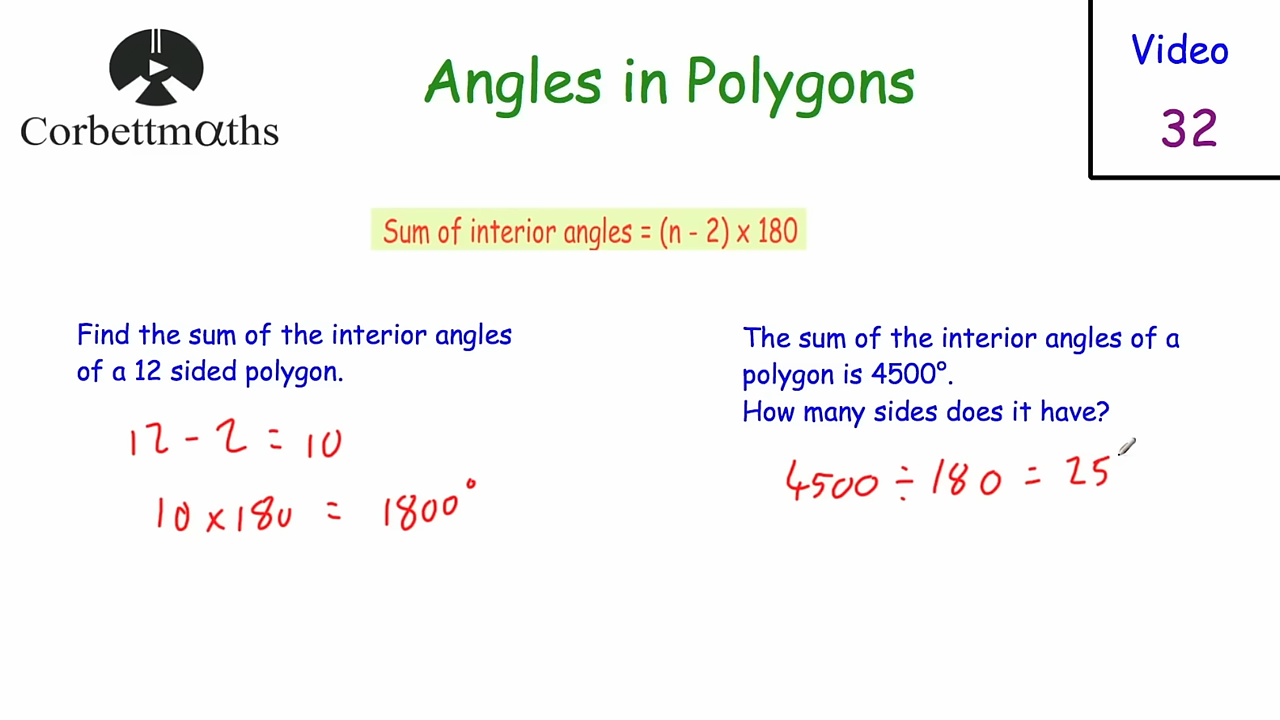 Corbettmαths
Angles in Polygons
Video
32
Sum of interior angles = (n - 2) x 180
Find the sum of the interior angles
of a 12 sided polygon.
12 - 2 = 10
10 x 180 = 1800°
The sum of the interior angles of a
polygon is 4500°.
How many sides does it have?
4500 ÷ 180 = 25